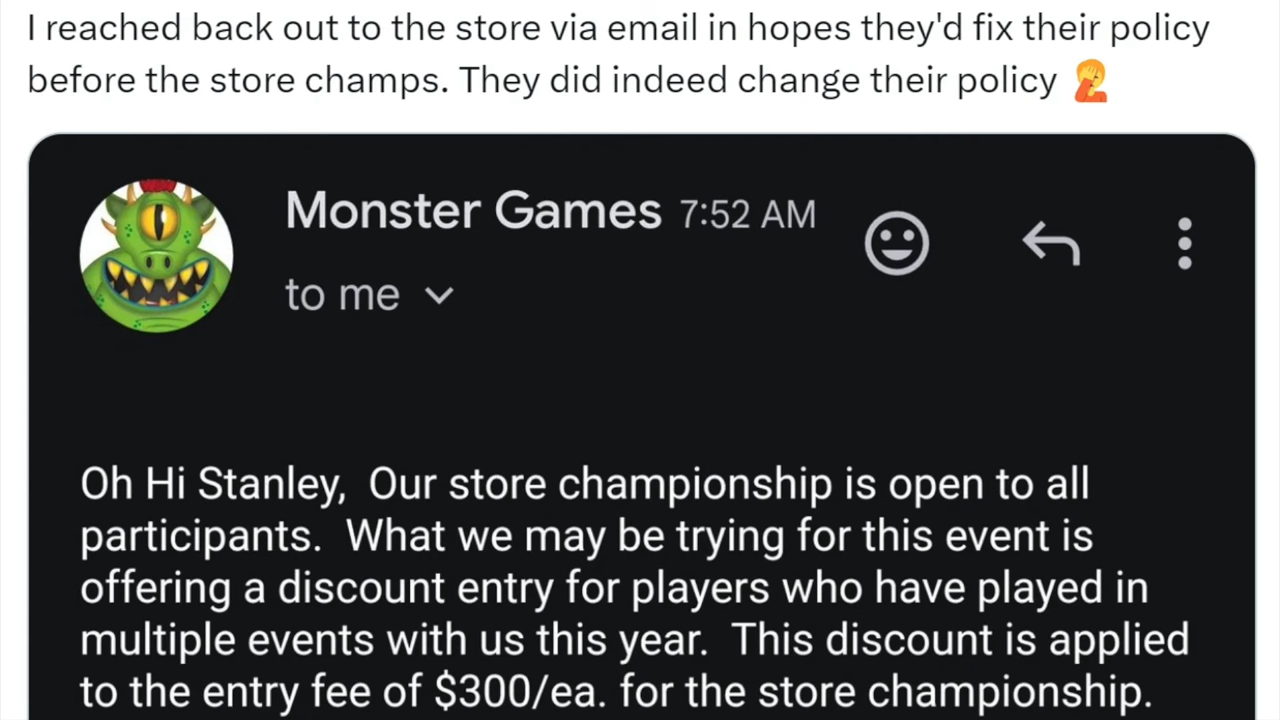 I reached back out to the store via email in hopes they'd fix their policy
before the store champs. They did indeed change their policy 🤦
Monster Games 7:52 AM
to me
Oh Hi Stanley,  Our store championship is open to all
participants.  What we may be trying for this event is
offering a discount entry for players who have played in
multiple events with us this year.  This discount is applied
to the entry fee of $300/ea. for the store championship.